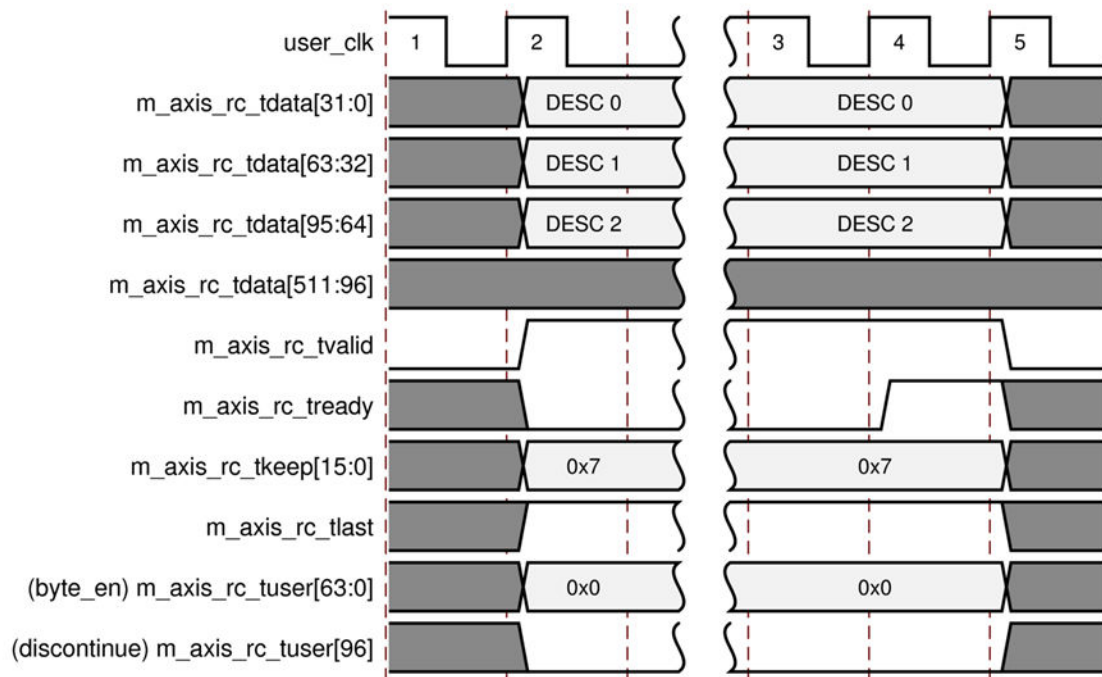 user_clk 1 2 3 4 5
m_axis_rc_tdata[31:0] DESC 0 DESC 0
m_axis_rc_tdata[63:32] DESC 1 DESC 1
m_axis_rc_tdata[95:64] DESC 2 DESC 2
m_axis_rc_tdata[511:96]
m_axis_rc_tvalid
m_axis_rc_tready
m_axis_rc_tkeep[15:0] 0x7 0x7
m_axis_rc_tlast
(byte_en) m_axis_rc_tuser[63:0] 0x0 0x0
(discontinue) m_axis_rc_tuser[96]